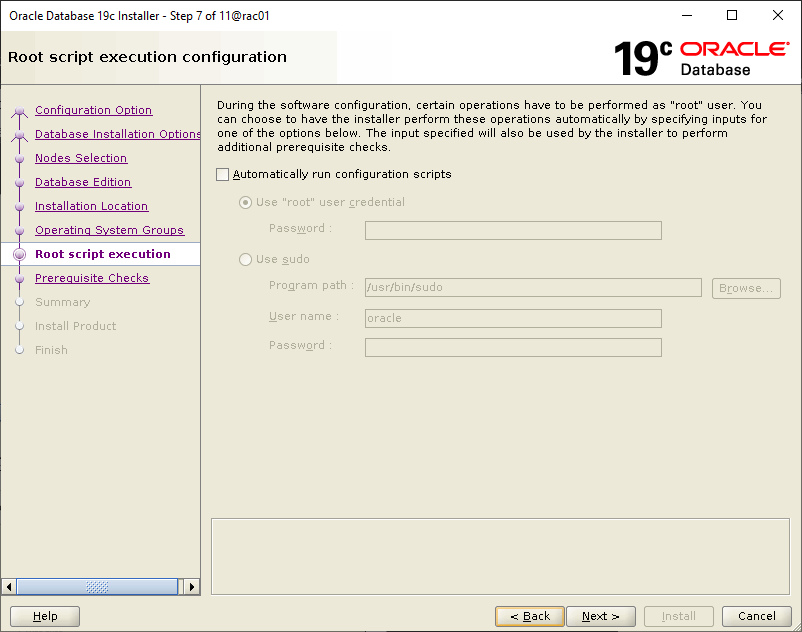 Oracle Database 19c Installer - Step 7 of 11@rac01
Root script execution configuration
19c ORACLE
Database
Configuration Option
Database Installation Options
Nodes Selection
Database Edition
Installation Location
Operating System Groups
Root script execution
Prerequisite Checks
Summary
Install Product
Finish
During the software configuration, certain operations have to be performed as "root" user. You
can choose to have the installer perform these operations automatically by specifying inputs for
one of the options below. The input specified will also be used by the installer to perform
additional prerequisite checks.
Automatically run configuration scripts
Use "root" user credential
Password :
Use sudo
Program path : /usr/bin/sudo Browse...
User name : oracle
Password :
Help < Back Next > Install Cancel